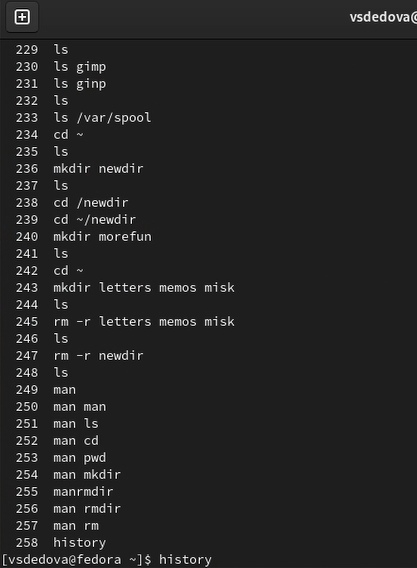 vsdedova@
229 ls
230 ls gimp
231 ls ginp
232 ls
233 ls /var/spool
234 cd ~
235 ls
236 mkdir newdir
237 ls
238 cd /newdir
239 cd ~/newdir
240 mkdir morefun
241 ls
242 cd ~
243 mkdir letters memos misk
244 ls
245 rm -r letters memos misk
246 ls
247 rm -r newdir
248 ls
249 man
250 man man
251 man ls
252 man cd
253 man pwd
254 man mkdir
255 manrmdir
256 man rmdir
257 man rm
258 history
[vsdedova@fedora ~]$ history